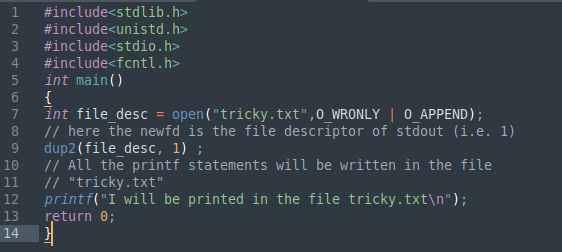 1 #include<stdlib.h>
2 #include<unistd.h>
3 #include<stdio.h>
4 #include<fcntl.h>
5 int main()
6 {
7 int file_desc = open("tricky.txt",O_WRONLY | O_APPEND);
8 // here the newfd is the file descriptor of stdout (i.e. 1)
9 dup2(file_desc, 1) ;
10 // All the printf statements will be written in the file
11 // "tricky.txt"
12 printf("I will be printed in the file tricky.txt\n");
13 return 0;
14 }